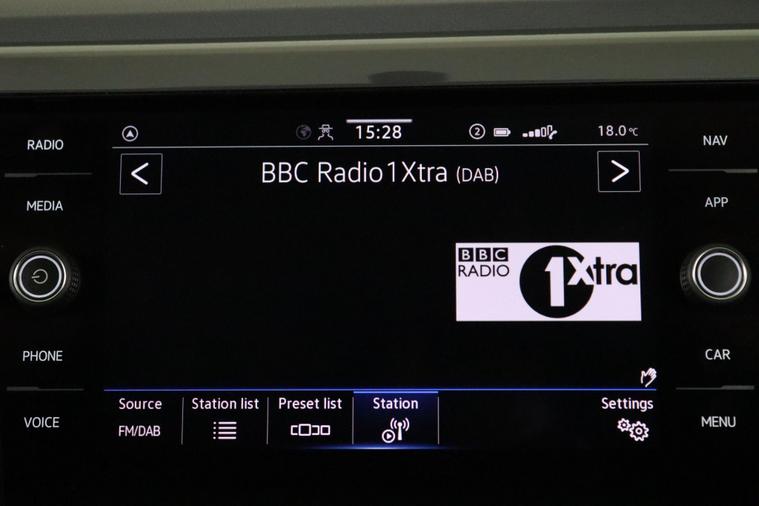 RADIO
MEDIA
PHONE
VOICE
15:28
2
18.0°C
< BBC Radio1Xtra (DAB) >
BBC
RADIO
1Xtra
Source
FM/DAB
Station list
Preset list
Station
Settings
NAV
APP
CAR
MENU